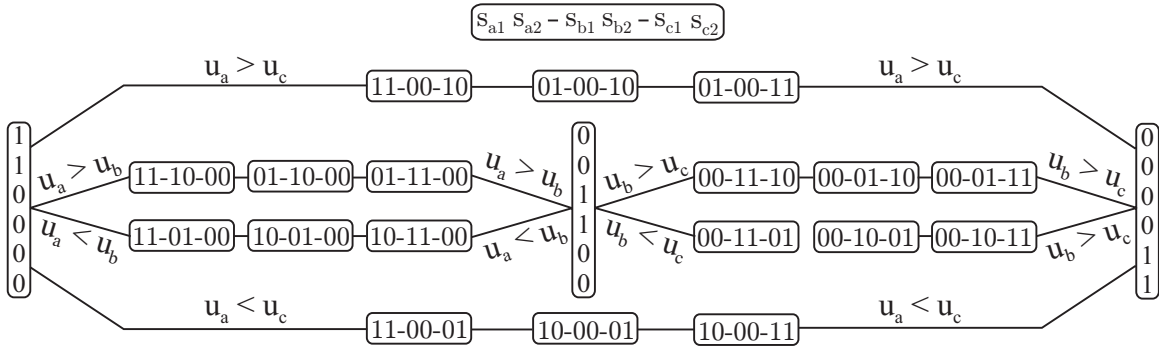 s_a1 s_a2 – s_b1 s_b2 – s_c1 s_c2
u_a > u_c u_a > u_c
11-00-10 01-00-10 01-00-11
1 1 0 0 0 0
0 0 1 1 0 0
0 0 0 0 1 1
u_a > u_b u_a > u_b u_b > u_c u_b > u_c
11-10-00 01-10-00 01-11-00 00-11-10 00-01-10 00-01-11
11-01-00 10-01-00 10-11-00 00-11-01 00-10-01 00-10-11
u_a < u_b u_a < u_b u_b < u_c u_b > u_c
u_a < u_c u_a < u_c
11-00-01 10-00-01 10-00-11